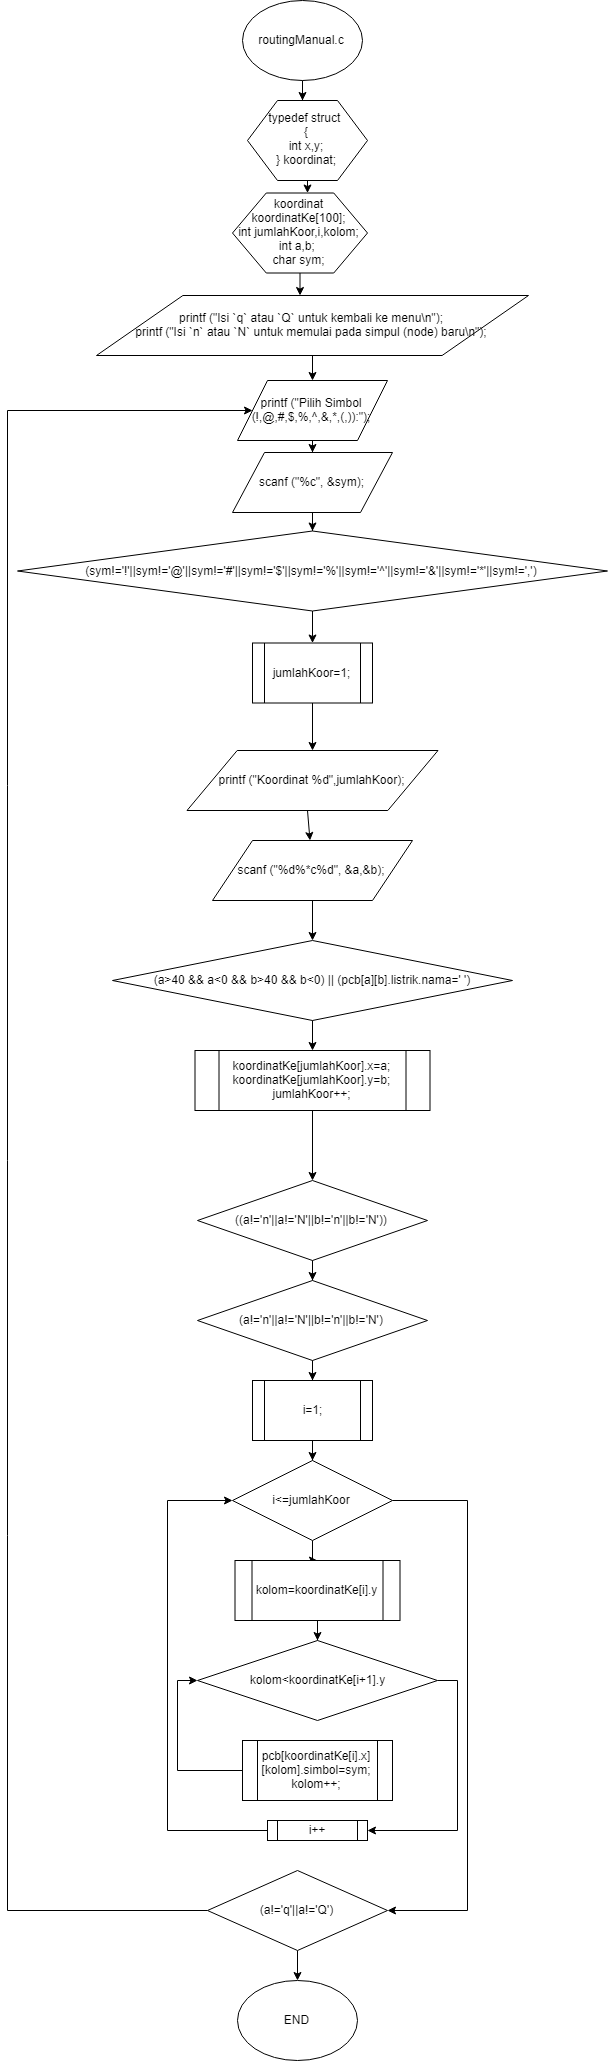 routingManual.c
typedef struct
{
int x,y;
} koordinat;
koordinat
koordinatKe[100];
int jumlahKoor,i,kolom;
int a,b;
char sym;
printf ("Isi `q` atau `Q` untuk kembali ke menu\n");
printf ("Isi `n` atau `N` untuk memulai pada simpul (node) baru\n");
printf ("Pilih Simbol
(!,@,#,$,%,^,&,*,(,)):");
scanf ("%c", &sym);
(sym!='!'||sym!='@'||sym!='#'||sym!='$'||sym!='%'||sym!='^'||sym!='&'||sym!='*'||sym!=',')
jumlahKoor=1;
printf ("Koordinat %d",jumlahKoor);
scanf ("%d%*c%d", &a,&b);
(a>40 && a<0 && b>40 && b<0) || (pcb[a][b].listrik.nama=' ')
koordinatKe[jumlahKoor].x=a;
koordinatKe[jumlahKoor].y=b;
jumlahKoor++;
((a!='n'||a!='N'||b!='n'||b!='N'))
(a!='n'||a!='N'||b!='n'||b!='N')
i=1;
i<=jumlahKoor
kolom=koordinatKe[i].y
kolom<koordinatKe[i+1].y
pcb[koordinatKe[i].x]
[kolom].simbol=sym;
kolom++;
i++
(a!='q'||a!='Q')
END